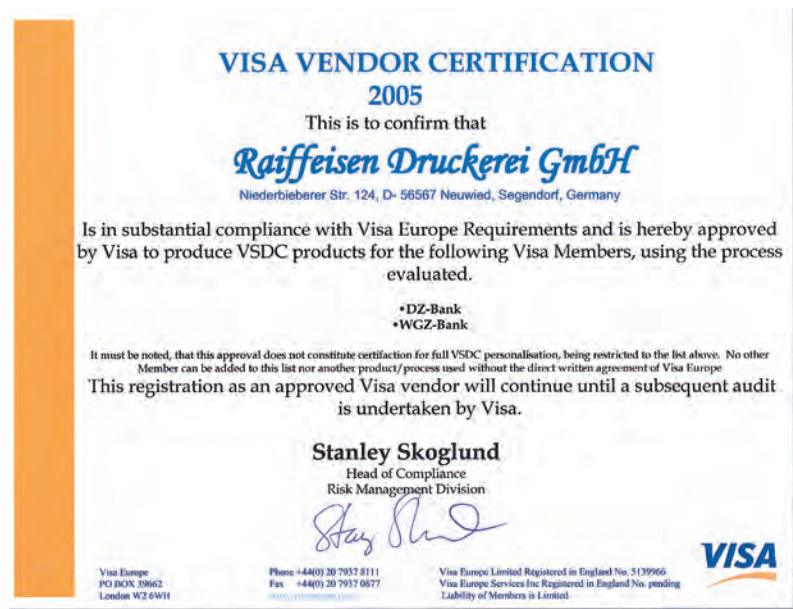 VISA VENDOR CERTIFICATION
2005
This is to confirm that
Raiffeisen Druckerei GmbH
Niederbieberer Str. 124, D- 56567 Neuwied, Segendorf, Germany
Is in substantial compliance with Visa Europe Requirements and is hereby approved
by Visa to produce VSDC products for the following Visa Members, using the process
evaluated.
•DZ-Bank
•WGZ-Bank
It must be noted, that this approval does not constitute certifaction for full VSDC personalisation, being restricted to the list above. No other
Member can be added to this list nor another product/process used without the direct written agreement of Visa Europe
This registration as an approved Visa vendor will continue until a subsequent audit
is undertaken by Visa.
Stanley Skoglund
Head of Compliance
Risk Management Division
Visa Europe
PO BOX 39662
London W2 6WH
Phone +44(0) 20 7937 8111
Fax +44(0) 20 7937 0877
Visa Europe Limited Registered in England No. 5139966
Visa Europe Services Inc Registered in England No. pending
Liability of Members is Limited
VISA